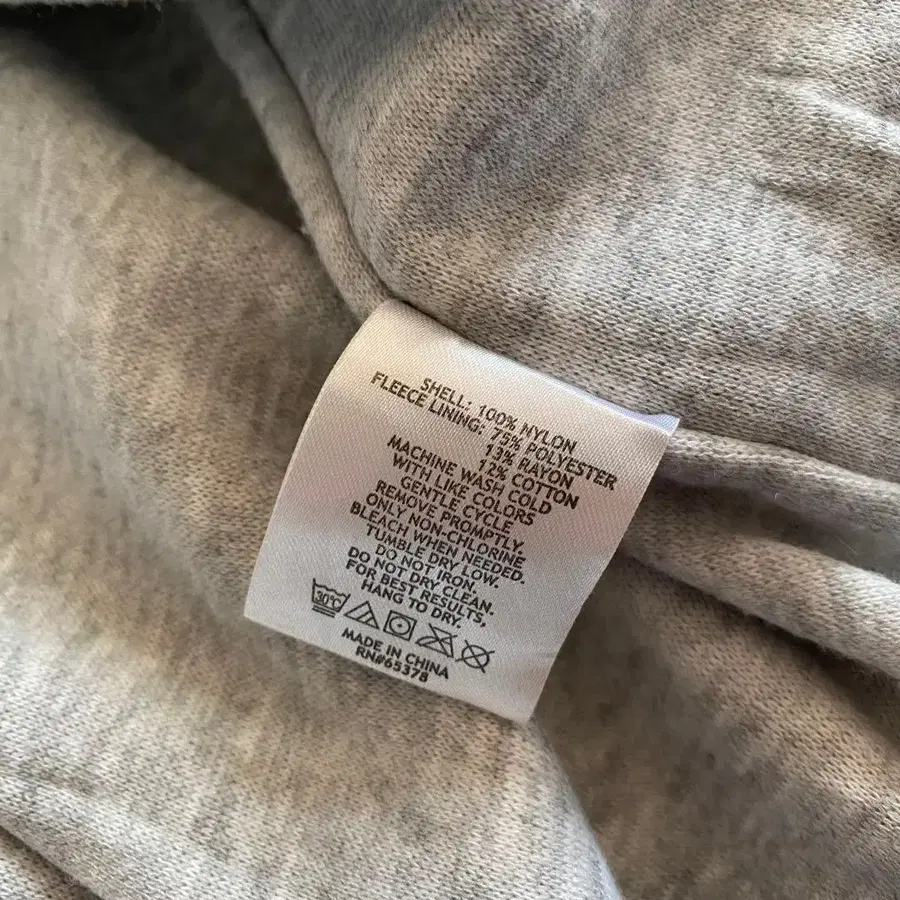 SHELL: 100% NYLON
FLEECE LINING: 75% POLYESTER
13% RAYON
12% COTTON
MACHINE WASH COLD
WITH LIKE COLORS
GENTLE CYCLE
REMOVE PROMPTLY.
ONLY NON-CHLORINE
BLEACH WHEN NEEDED.
TUMBLE DRY LOW.
DO NOT IRON
DO NOT DRY CLEAN.
FOR BEST RESULTS,
HANG TO DRY.
30°C
MADE IN CHINA
RN#65378